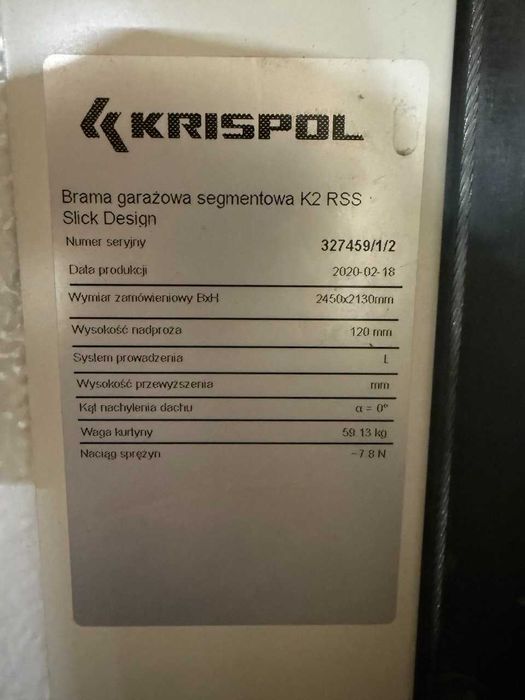 KRISPOL
Brama garażowa segmentowa K2 RSS
Slick Design
Numer seryjny 327459/1/2
Data produkcji 2020-02-18
Wymiar zamówieniowy BxH 2450x2130mm
Wysokość nadproża 120 mm
System prowadzenia L
Wysokość przewyższenia mm
Kąt nachylenia dachu α = 0°
Waga kurtyny 59.13 kg
Naciąg sprężyn -7.8 N